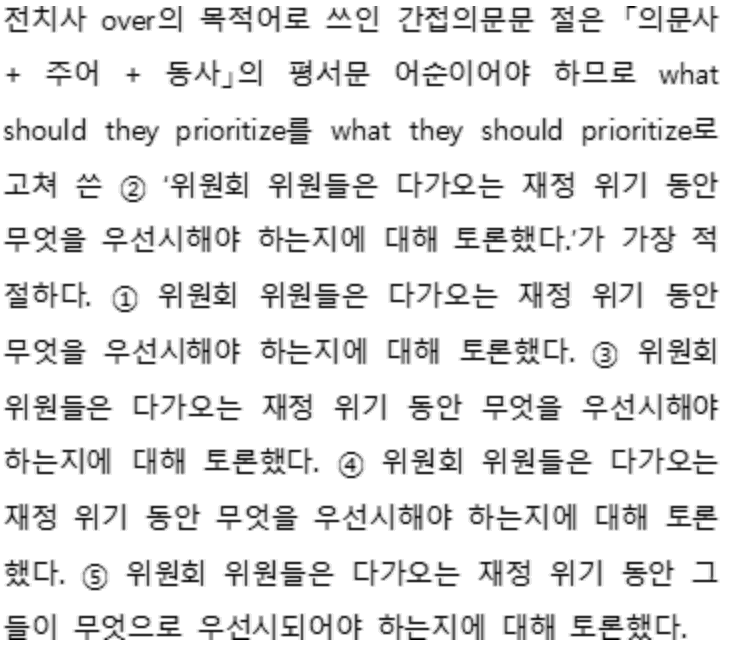 전치사 over의 목적어로 쓰인 간접의문문 절은 「의문사
+ 주어 + 동사」의 평서문 어순이어야 하므로 what
should they prioritize를 what they should prioritize로
고쳐 쓴 ② ‘위원회 위원들은 다가오는 재정 위기 동안
무엇을 우선시해야 하는지에 대해 토론했다.’가 가장 적
절하다. ① 위원회 위원들은 다가오는 재정 위기 동안
무엇을 우선시해야 하는지에 대해 토론했다. ③ 위원회
위원들은 다가오는 재정 위기 동안 무엇을 우선시해야
하는지에 대해 토론했다. ④ 위원회 위원들은 다가오는
재정 위기 동안 무엇을 우선시해야 하는지에 대해 토론
했다. ⑤ 위원회 위원들은 다가오는 재정 위기 동안 그
들이 무엇으로 우선시되어야 하는지에 대해 토론했다.